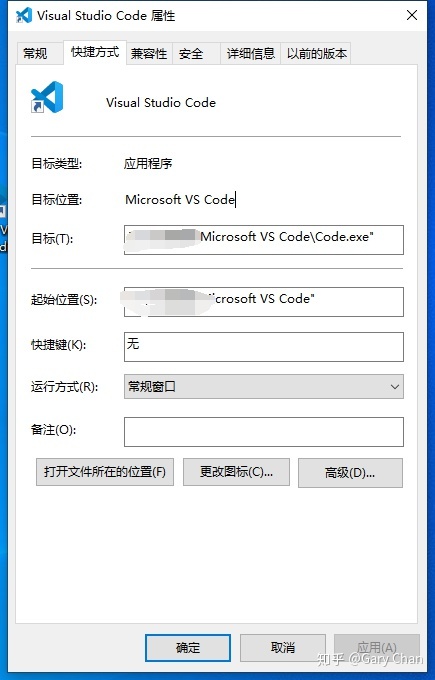 Visual Studio Code 属性
常规 快捷方式 兼容性 安全 详细信息 以前的版本
Visual Studio Code
目标类型: 应用程序
目标位置: Microsoft VS Code
目标(T): Microsoft VS Code\Code.exe"
起始位置(S): icrosoft VS Code"
快捷键(K): 无
运行方式(R): 常规窗口
备注(O):
打开文件所在的位置(F) 更改图标(C)... 高级(D)...
确定 取消 应用(A)
知乎 @Gary Chan